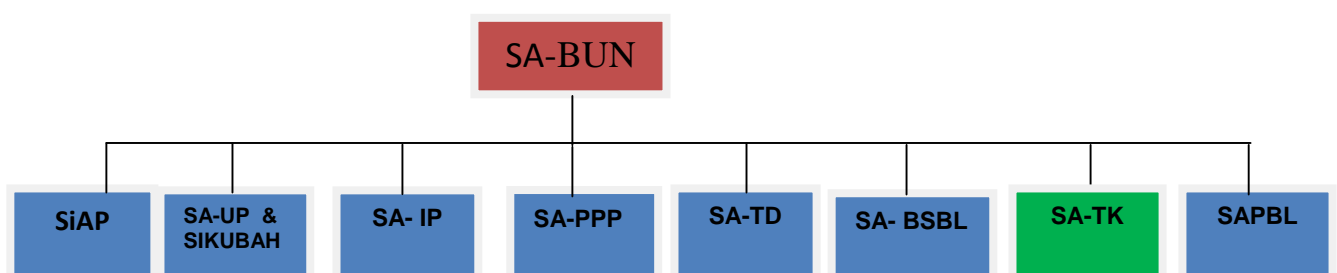 SA-BUN
SiAP
SA-UP & SIKUBAH
SA- IP
SA-PPP
SA-TD
SA- BSBL
SA-TK
SAPBL